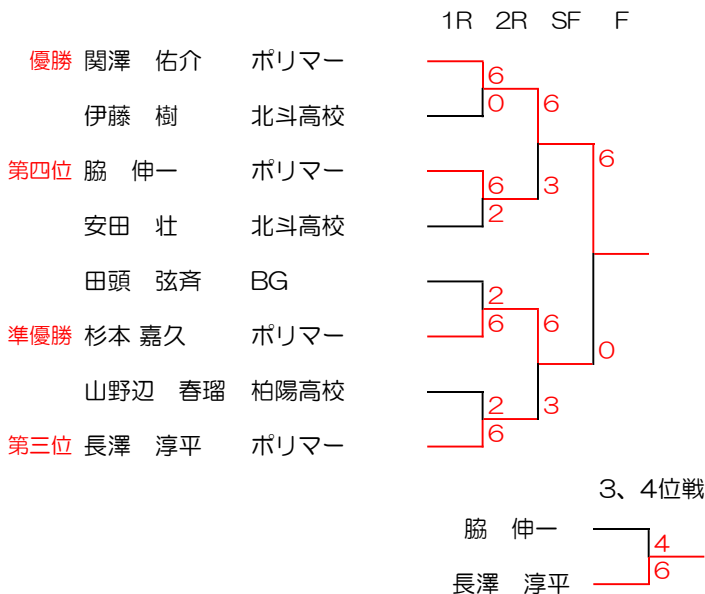 1R 2R SF F
優勝 関澤 佑介 ポリマー
6
0
伊藤 樹 北斗高校
6
3
第四位 脇 伸一 ポリマー
6
2
安田 壮 北斗高校
6
0
田頭 弦斉 BG
2
6
準優勝 杉本 嘉久 ポリマー
6
3
山野辺 春瑠 柏陽高校
2
6
第三位 長澤 淳平 ポリマー
3、4位戦
脇 伸一
4
6
長澤 淳平